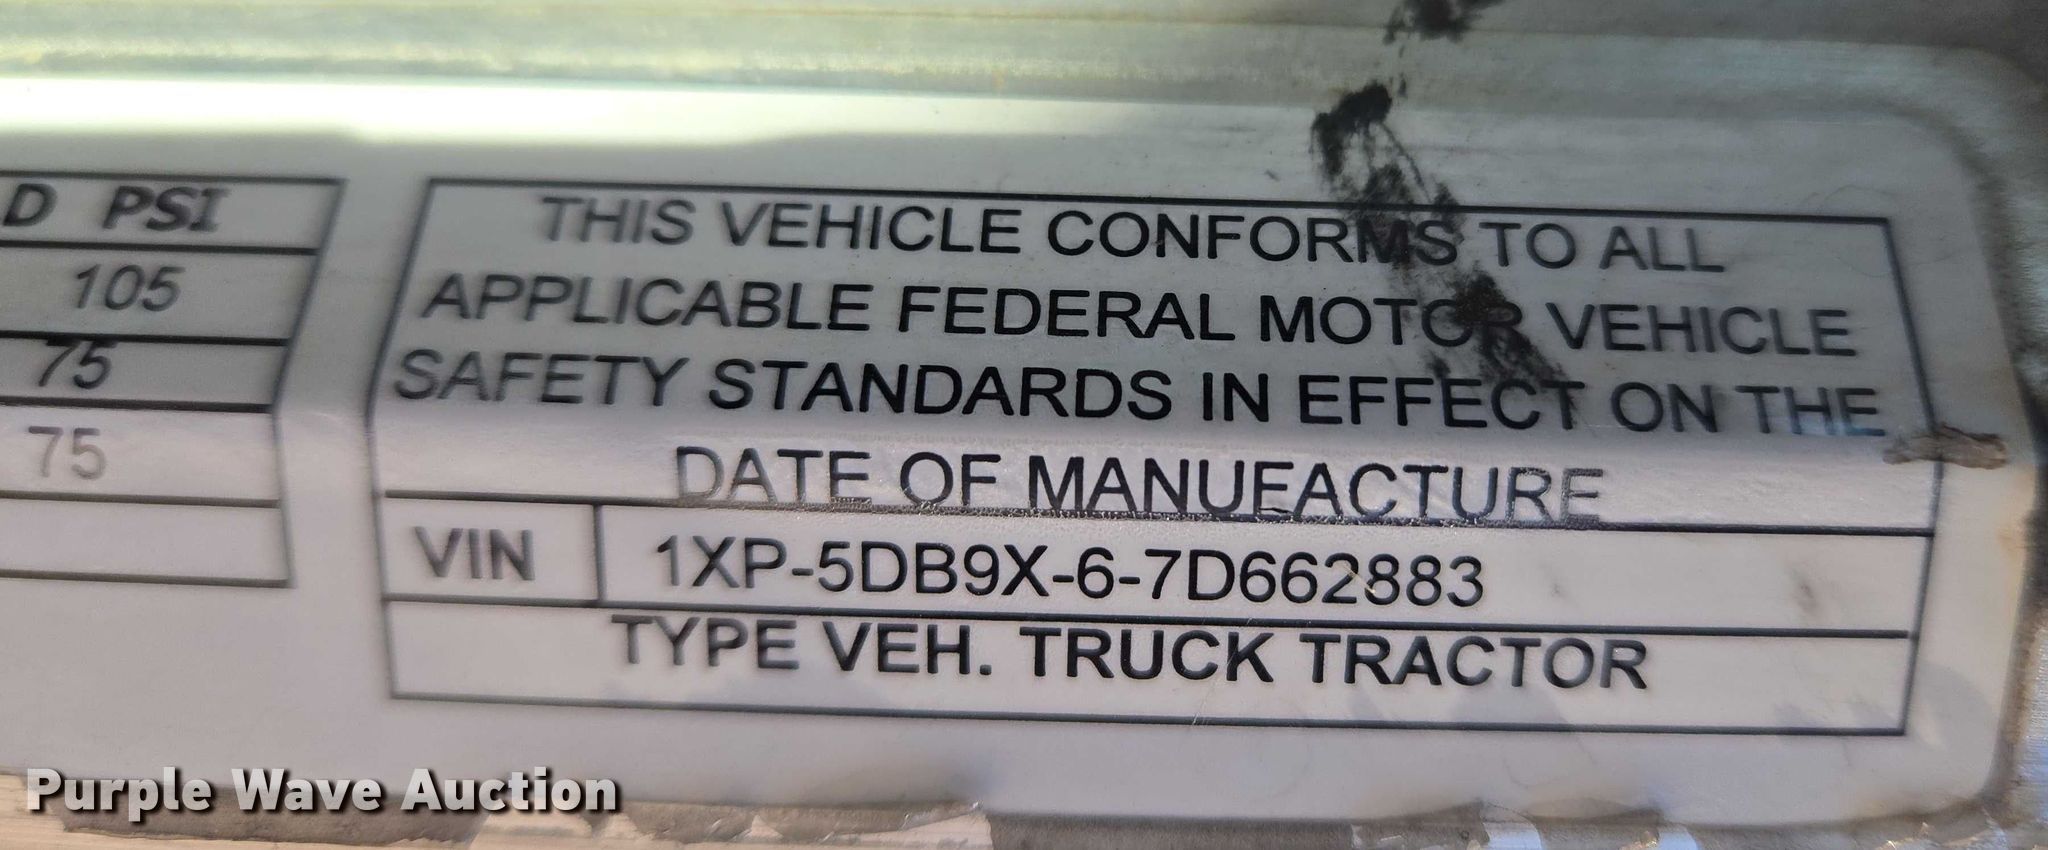 D PSI
105
75
75
THIS VEHICLE CONFORMS TO ALL
APPLICABLE FEDERAL MOTOR VEHICLE
SAFETY STANDARDS IN EFFECT ON THE
DATE OF MANUFACTURE
VIN 1XP-5DB9X-6-7D662883
TYPE VEH. TRUCK TRACTOR
Purple Wave Auction